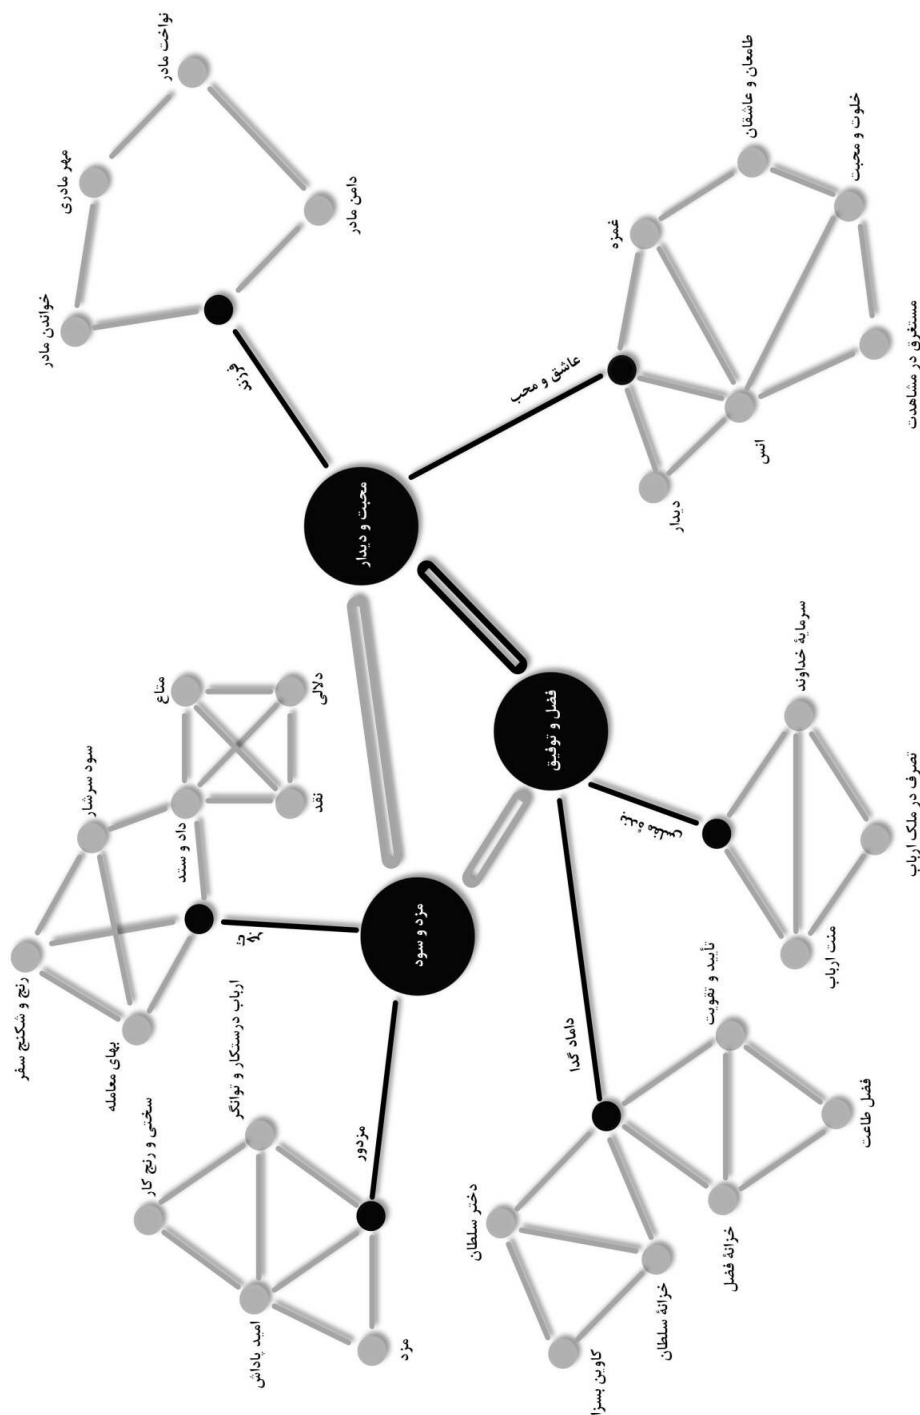 نواخت مادر
مهر مادری
خواندن مادر
دامن مادر
فرزند
محبت و دیدار
عاشق و محب
طامعان و عاشقان
خلوت و محبت
غمزه
مستغرق در مشاهدت
انس
دیدار
متاع
دلالی
سود سرشار
نقد
داد و ستد
رنج و شکنج سفر
بهای معامله
مزد و سود
مزدور
ارباب درستکار و توانگر
سختی و رنج کار
امید پاداش
مزد
فضل و توفیق
بندهٔ مفلس
سرمایهٔ خداوند
تصرف در ملک ارباب
منت ارباب
داماد گدا
تأیید و تقویت
فضل طاعت
خزانهٔ فضل
دختر سلطان
خزانهٔ سلطان
کاوین بسزا